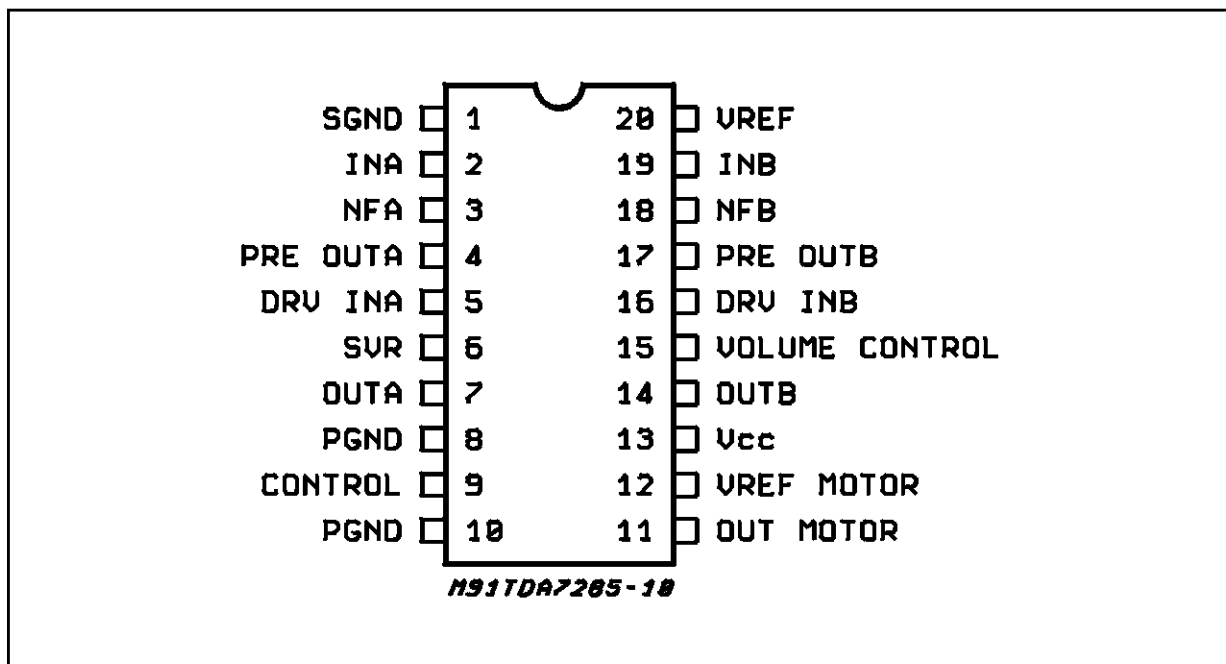 SGND 1 20 VREF
INA 2 19 INB
NFA 3 18 NFB
PRE OUTA 4 17 PRE OUTB
DRV INA 5 16 DRV INB
SVR 6 15 VOLUME CONTROL
OUTA 7 14 OUTB
PGND 8 13 Vcc
CONTROL 9 12 VREF MOTOR
PGND 10 11 OUT MOTOR
M91TDA7285-10